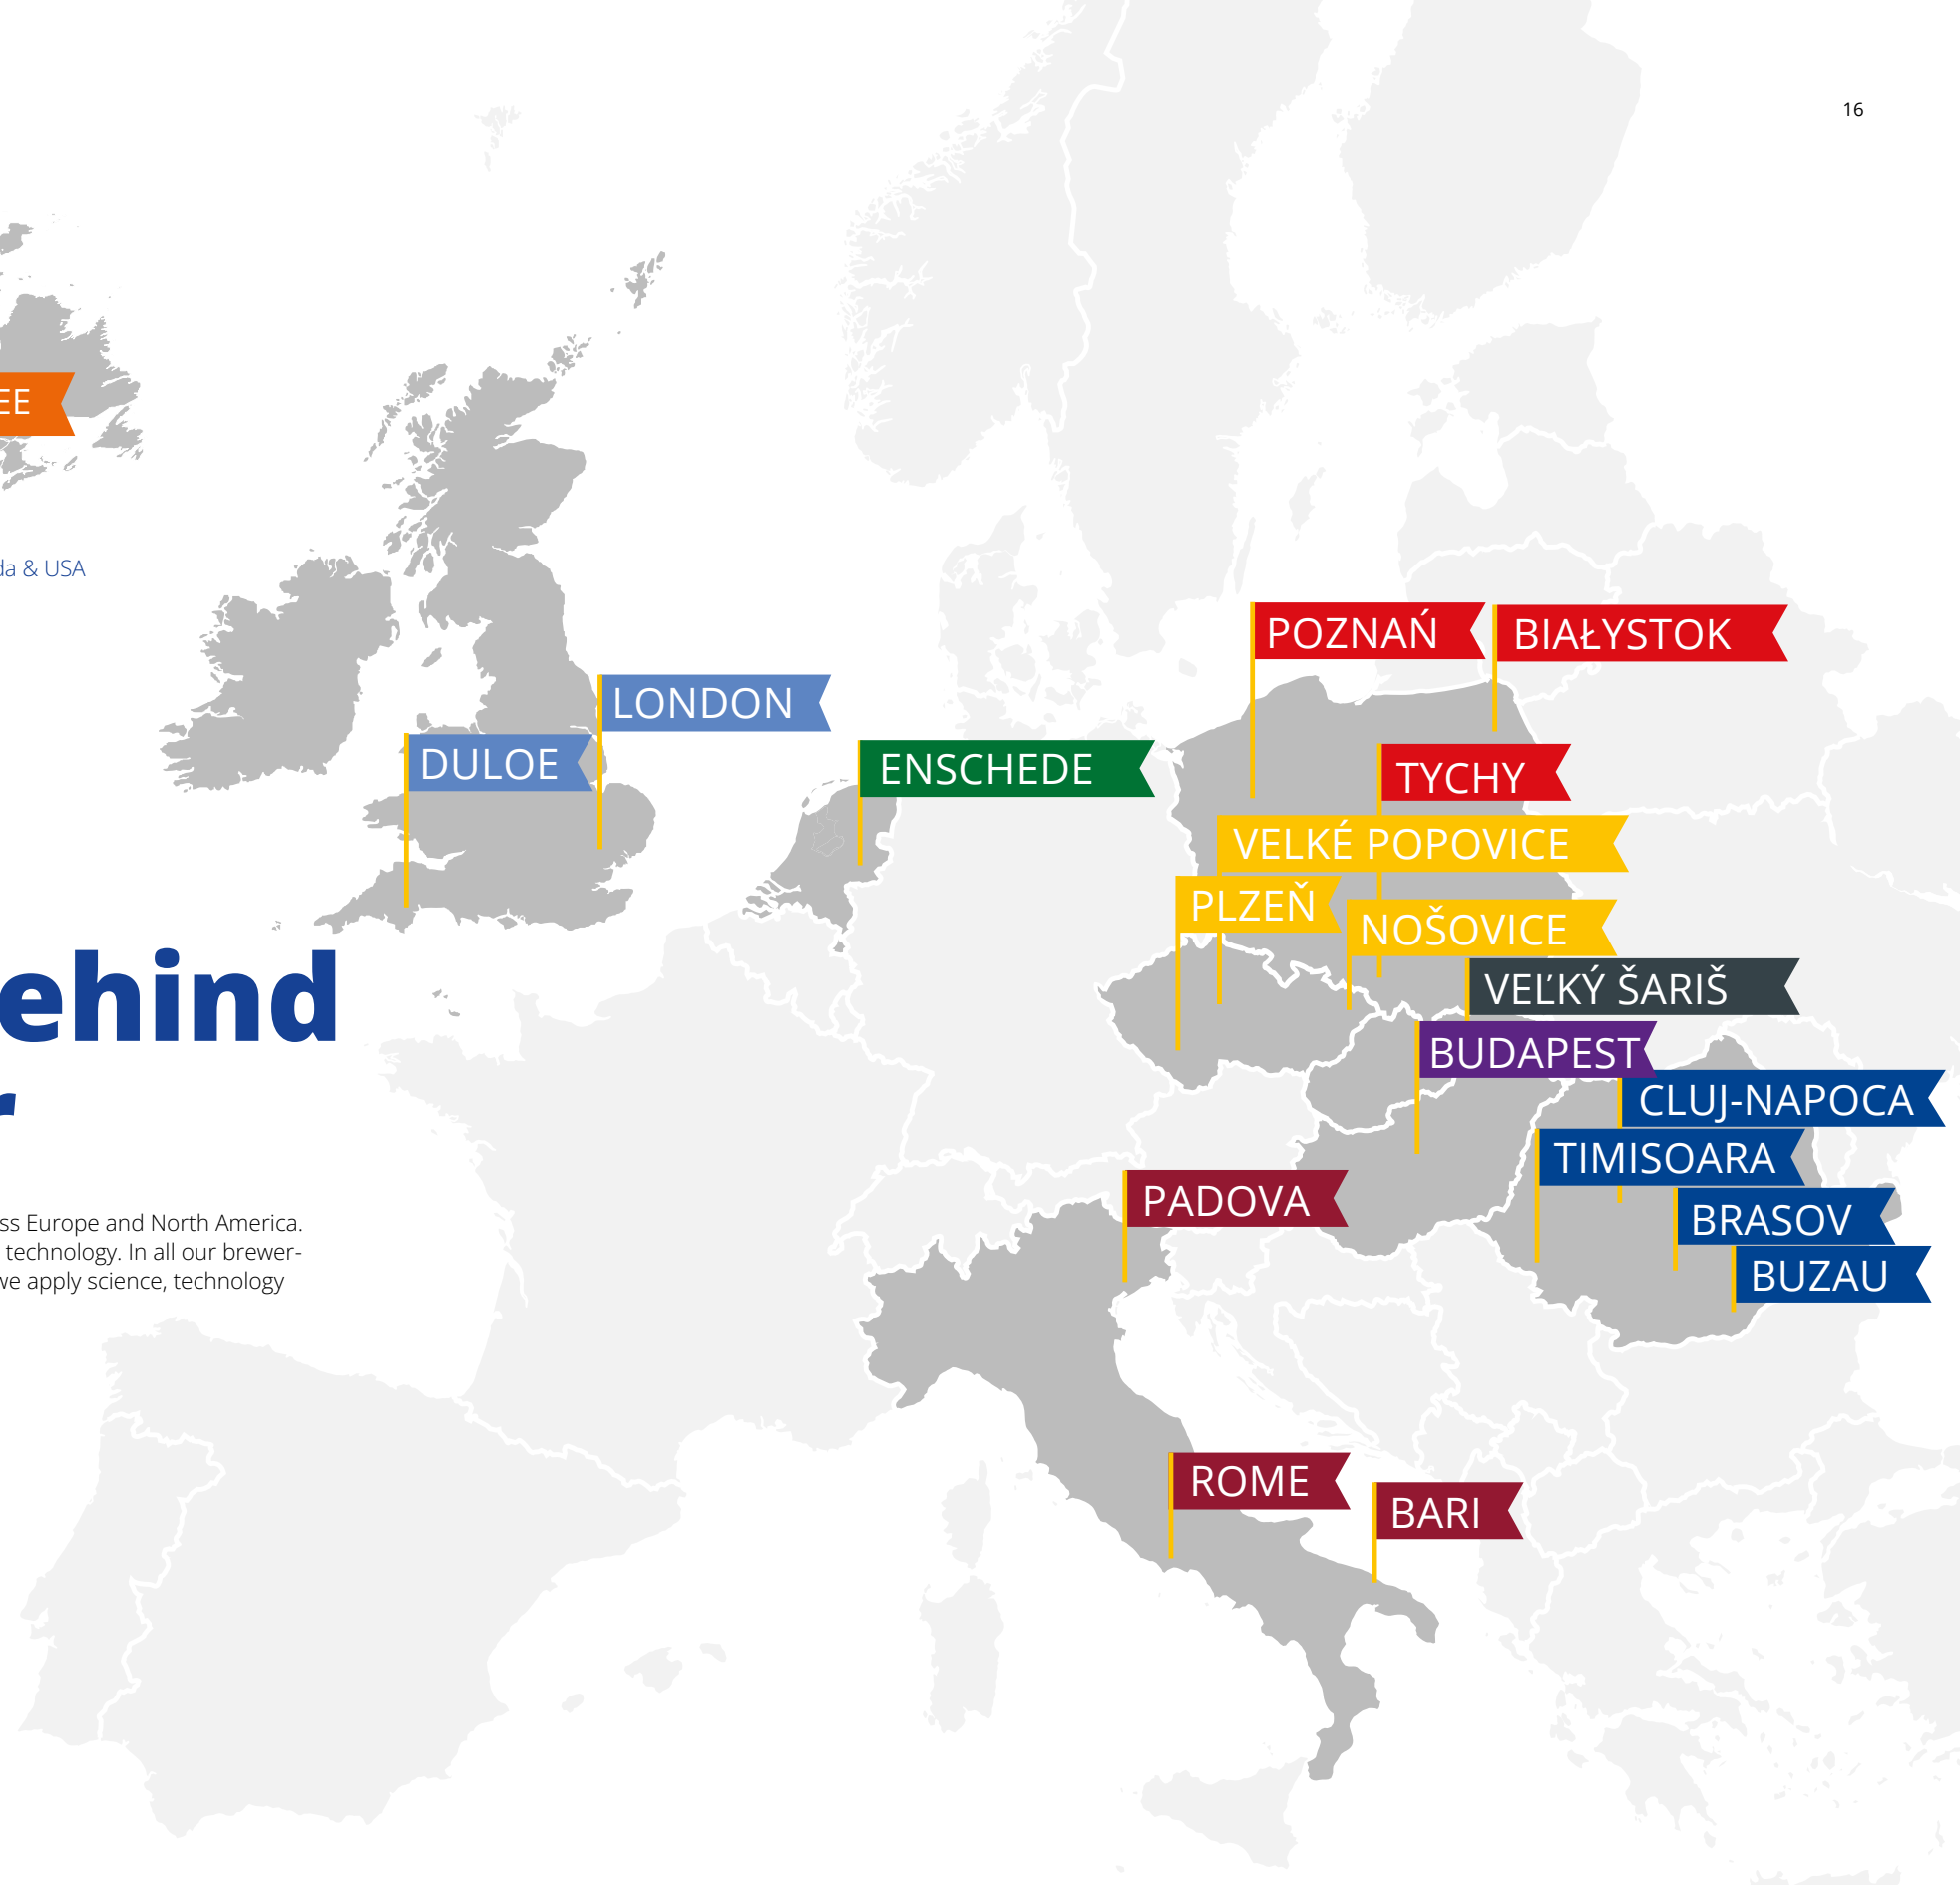 16
EE
da & USA
POZNAŃ
BIAŁYSTOK
LONDON
DULOE
ENSCHEDE
TYCHY
VELKÉ POPOVICE
PLZEŇ
NOŠOVICE
VEĽKÝ ŠARIŠ
ehind
BUDAPEST
CLUJ-NAPOCA
r
TIMISOARA
PADOVA
BRASOV
ss Europe and North America.
technology. In all our brewer-
we apply science, technology
BUZAU
ROME
BARI